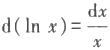 d( ln x) = dx/x